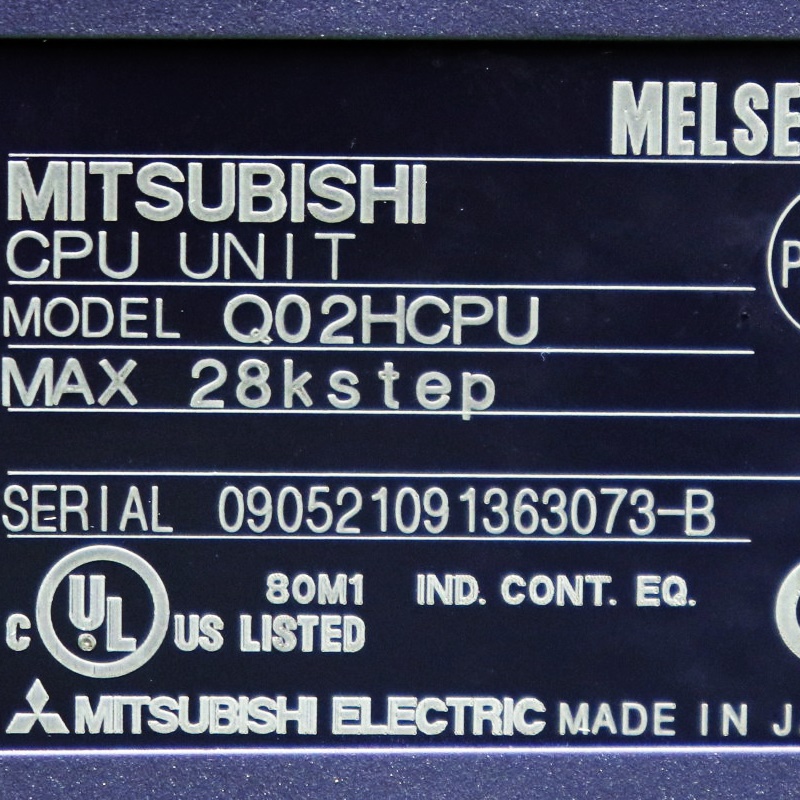 MELSE
MITSUBISHI
CPU UNIT
P
MODEL Q02HCPU
MAX 28kstep
SERIAL 090521091363073-B
C UL US LISTED 80M1 IND. CONT. EQ.
MITSUBISHI ELECTRIC MADE IN J